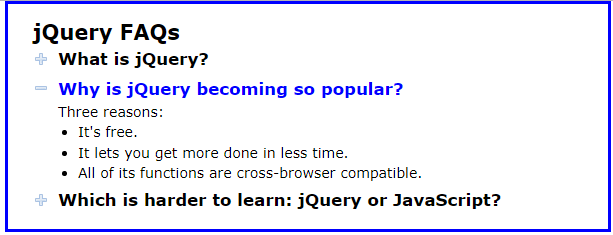 jQuery FAQs
What is jQuery?
Why is jQuery becoming so popular?
Three reasons:
It's free.
It lets you get more done in less time.
All of its functions are cross-browser compatible.
Which is harder to learn: jQuery or JavaScript?